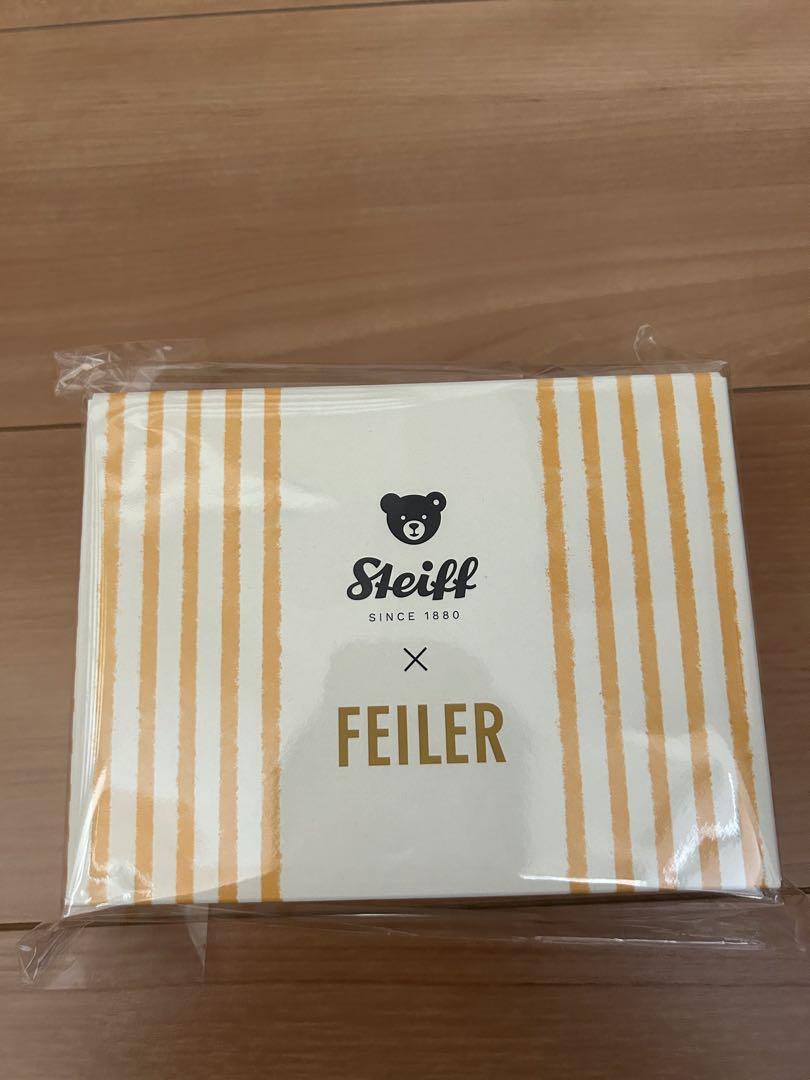 Steiff
SINCE 1880
×
FEILER